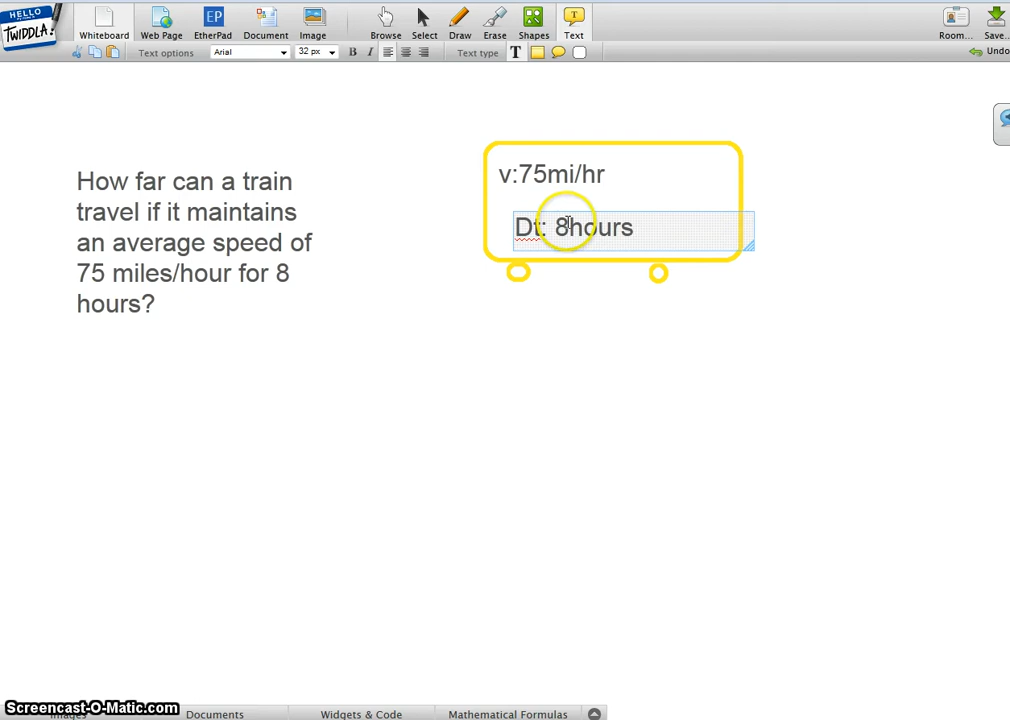 HELLO
TWIDDLA!
Whiteboard
Web Page
EP
EtherPad
Document
Image
Browse
Select
Draw
Erase
Shapes
T
Text
Room...
Save...
Text options
Arial
32 px
B
I
Text type
T
Undo
How far can a train
travel if it maintains
an average speed of
75 miles/hour for 8
hours?
v:75mi/hr
Dt: 8hours
Screencast-O-Matic.com
Images
Documents
Widgets & Code
Mathematical Formulas